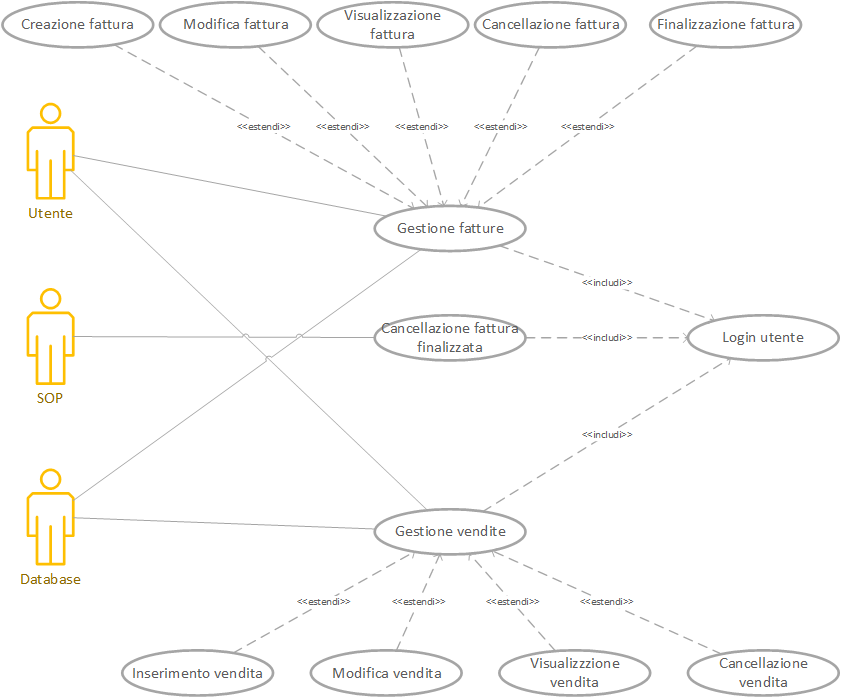 Creazione fattura
Modifica fattura
Visualizzazione
fattura
Cancellazione fattura
Finalizzazione fattura
<<estendi>>
<<estendi>>
<<estendi>>
<<estendi>>
<<estendi>>
Utente
Gestione fatture
<<includi>>
Cancellazione fattura
finalizzata
<<includi>>
Login utente
SOP
<<includi>>
Gestione vendite
Database
<<estendi>>
<<estendi>>
<<estendi>>
<<estendi>>
Inserimento vendita
Modifica vendita
Visualizzzione
vendita
Cancellazione
vendita